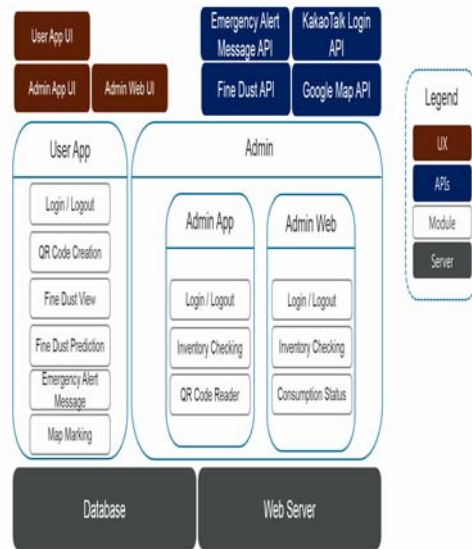 User App UI
Emergency Alert
Message API
KakaoTalk Login
API
Admin App UI
Admin Web UI
Fine Dust API
Google Map API
User App
Login / Logout
QR Code Creation
Fine Dust View
Fine Dust Prediction
Emergency Alert
Message
Map Marking
Admin
Admin App
Login / Logout
Inventory Checking
QR Code Reader
Admin Web
Login / Logout
Inventory Checking
Consumption Status
Database
Web Server
Legend
UX
APIs
Module
Server